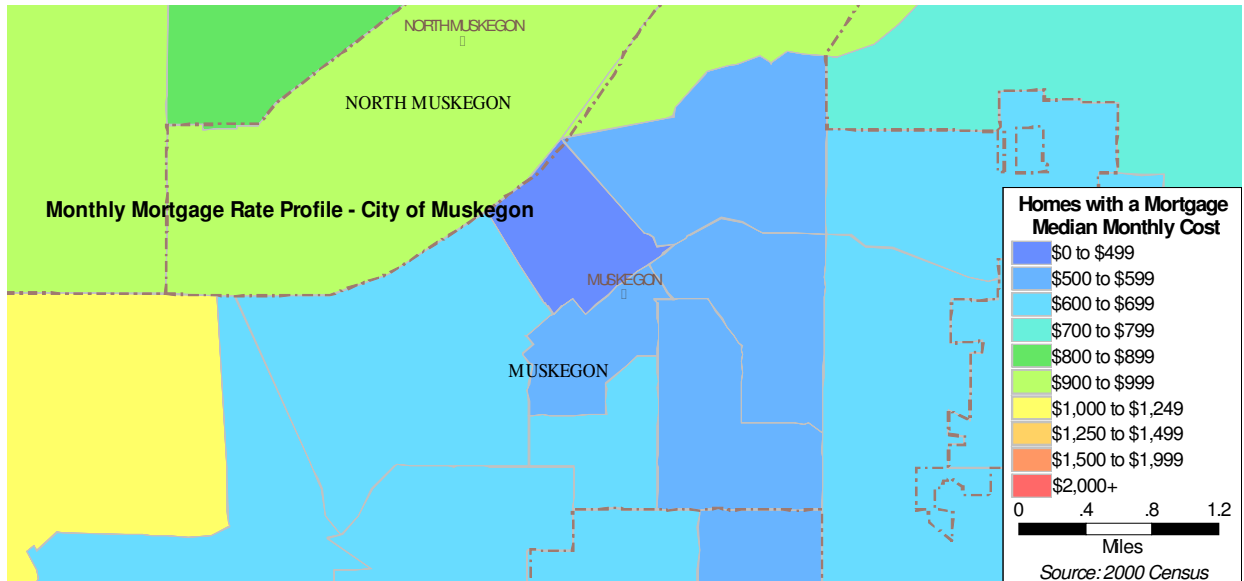 NORTH MUSKEGON
NORTH MUSKEGON
Monthly Mortgage Rate Profile - City of Muskegon
MUSKEGON
MUSKEGON
Homes with a Mortgage
Median Monthly Cost
$0 to $499
$500 to $599
$600 to $699
$700 to $799
$800 to $899
$900 to $999
$1,000 to $1,249
$1,250 to $1,499
$1,500 to $1,999
$2,000+
0 .4 .8 1.2
Miles
Source: 2000 Census